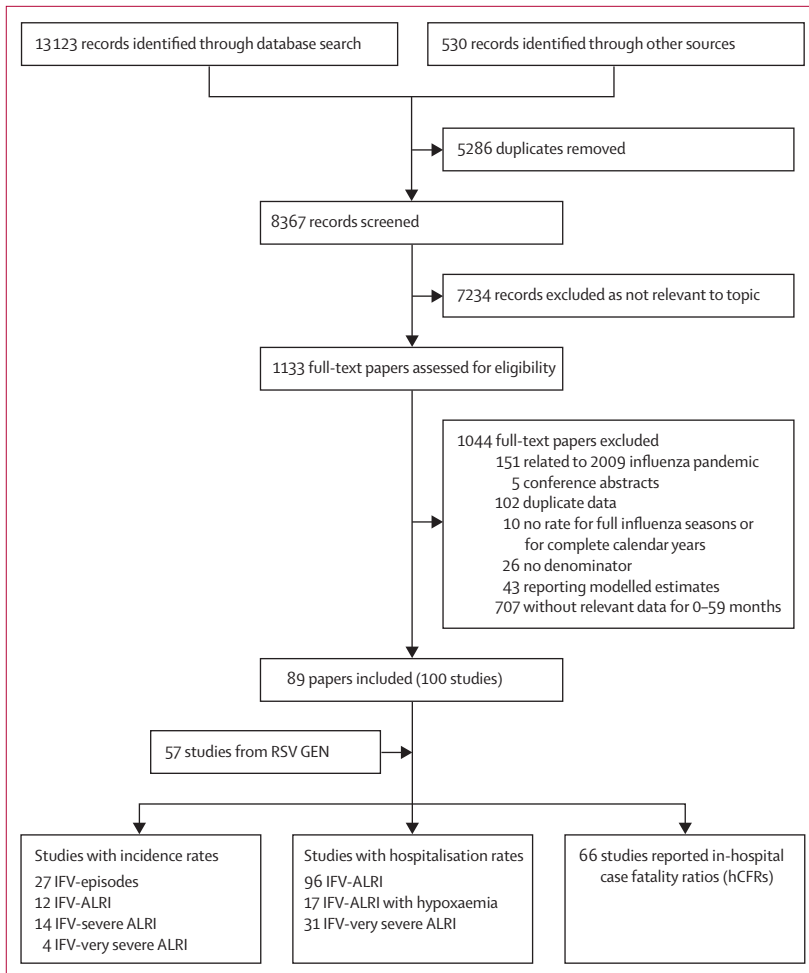 13 123 records identified through database search
530 records identified through other sources
5286 duplicates removed
8367 records screened
7234 records excluded as not relevant to topic
1133 full-text papers assessed for eligibility
1044 full-text papers excluded
151 related to 2009 influenza pandemic
5 conference abstracts
102 duplicate data
10 no rate for full influenza seasons or
for complete calendar years
26 no denominator
43 reporting modelled estimates
707 without relevant data for 0–59 months
89 papers included (100 studies)
57 studies from RSV GEN
Studies with incidence rates
27 IFV-episodes
12 IFV-ALRI
14 IFV-severe ALRI
4 IFV-very severe ALRI
Studies with hospitalisation rates
96 IFV-ALRI
17 IFV-ALRI with hypoxaemia
31 IFV-very severe ALRI
66 studies reported in-hospital
case fatality ratios (hCFRs)